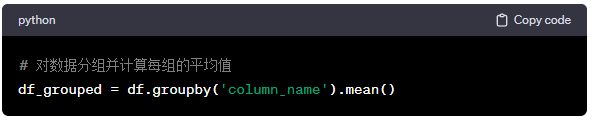 python
Copy code
# 对数据分组并计算每组的平均值
df_grouped = df.groupby('column_name').mean()